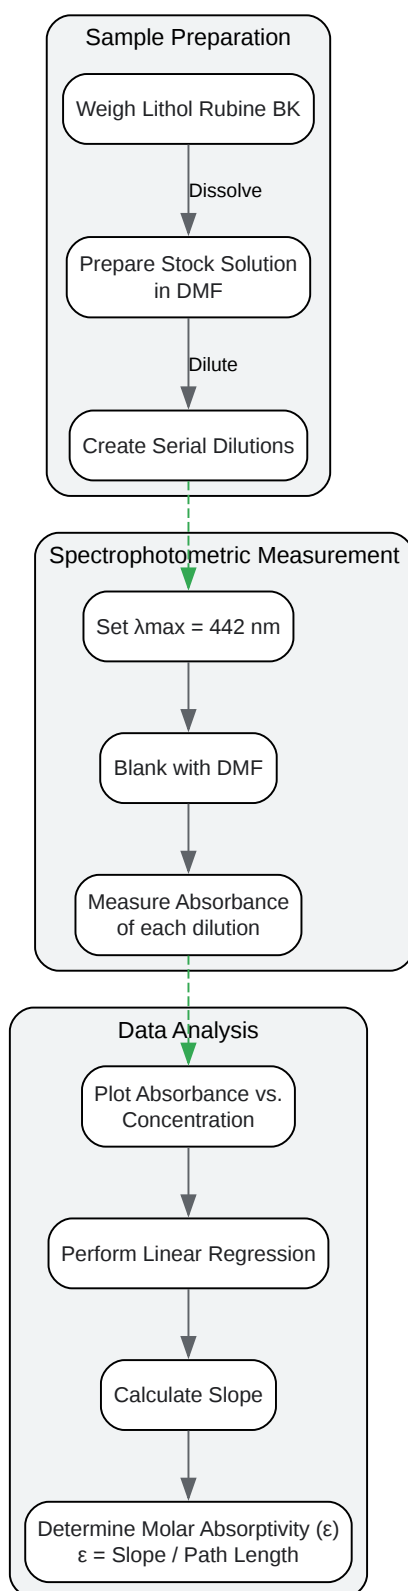 Sample Preparation
Weigh Lithol Rubine BK
Dissolve
Prepare Stock Solution
in DMF
Dilute
Create Serial Dilutions
Spectrophotometric Measurement
Set λmax = 442 nm
Blank with DMF
Measure Absorbance
of each dilution
Data Analysis
Plot Absorbance vs.
Concentration
Perform Linear Regression
Calculate Slope
Determine Molar Absorptivity (ε)
ε = Slope / Path Length